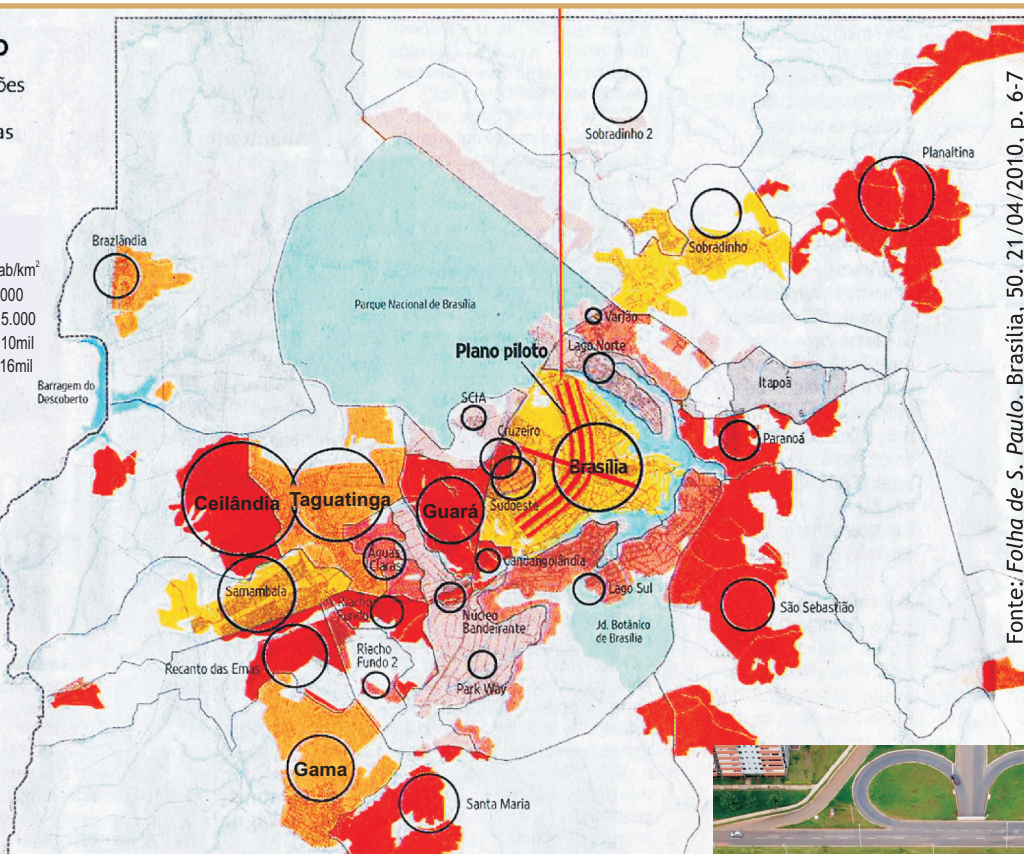 o
ões
as
ab/km²
000
5.000
10mil
16mil
Sobradinho 2
Planaltina
Sobradinho
Brazlândia
Parque Nacional de Brasília
Varjão
Lago Norte
Plano piloto
Itapoã
Barragem do
Descoberto
SCIA
Cruzeiro
Paranoá
Brasília
Ceilândia
Taguatinga
Guará
Sudoeste
Águas
Claras
Candangolândia
Lago Sul
Samambaia
Riacho
Fundo
Núcleo
Bandeirante
São Sebastião
Jd. Botânico
de Brasília
Riacho
Fundo 2
Recanto das Emas
Park Way
Gama
Santa Maria
Fonte: Folha de S. Paulo. Brasília, 50. 21/04/2010, p. 6-7